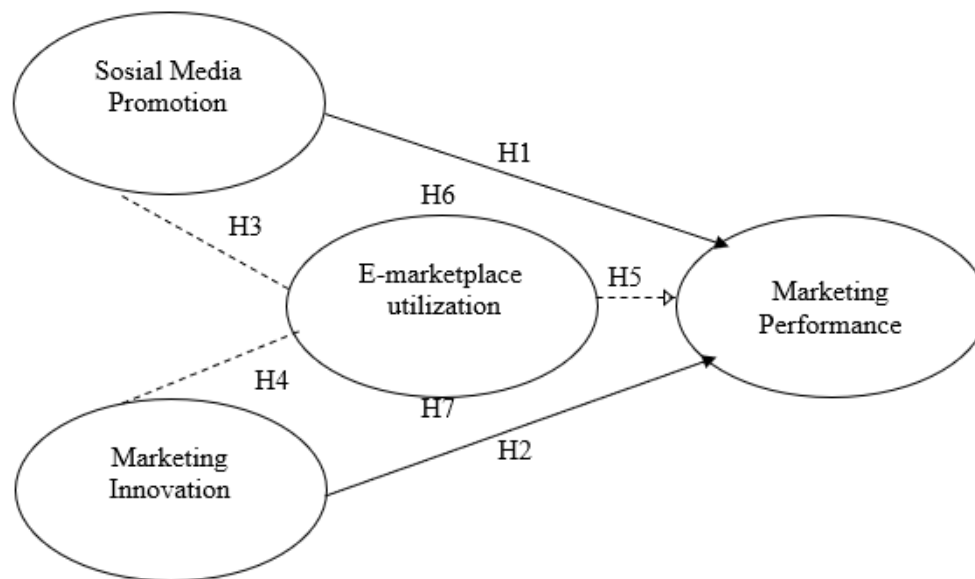 Sosial Media
Promotion
H1
H6
H3
E-marketplace
utilization
H5
Marketing
Performance
H4
H7
H2
Marketing
Innovation